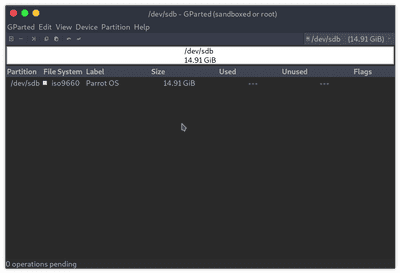 /dev/sdb - GParted (sandboxed or root)
GParted Edit View Device Partition Help
/dev/sdb (14.91 GiB)
/dev/sdb
14.91 GiB
Partition File System Label Size Used Unused Flags
/dev/sdb iso9660 Parrot OS 14.91 GiB --- ---
0 operations pending